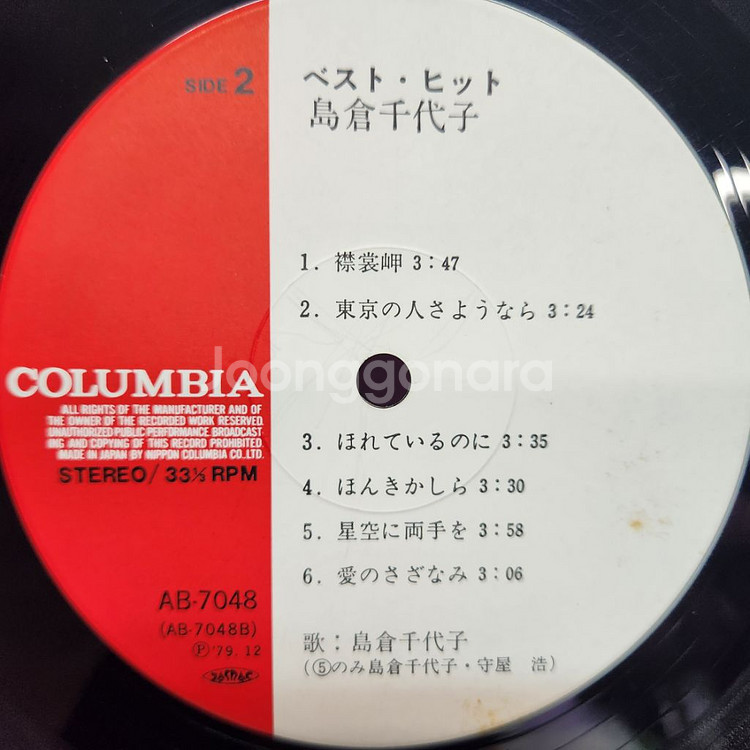 SIDE 2
ベスト・ヒット
島倉千代子
1. 襟裳岬 3:47
2. 東京の人さようなら 3:24
loonggonara
COLUMBIA
ALL RIGHTS OF THE MANUFACTURER AND OF
THE OWNER OF THE RECORDED WORK RESERVED.
UNAUTHORIZED PUBLIC PERFORMANCE BROADCAST
ING AND COPYING OF THIS RECORD PROHIBITED.
MADE IN JAPAN BY NIPPON COLUMBIA CO.LTD.
STEREO/ 33⅓ RPM
3. ほれているのに 3:35
4. ほんきかしら 3:30
5. 星空に両手を 3:58
6. 愛のさざなみ 3:06
AB-7048
(AB-7048B)
Ⓟ'79.12
歌: 島倉千代子
(⑤のみ島倉千代子・守屋 浩)